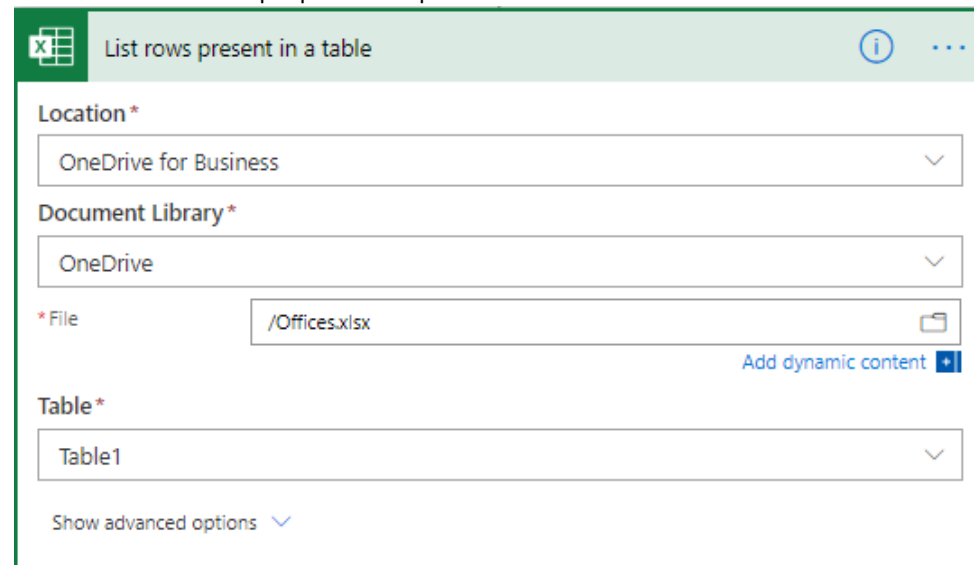 List rows present in a table
Location *
OneDrive for Business
Document Library *
OneDrive
* File
/Offices.xlsx
Add dynamic content
Table *
Table1
Show advanced options